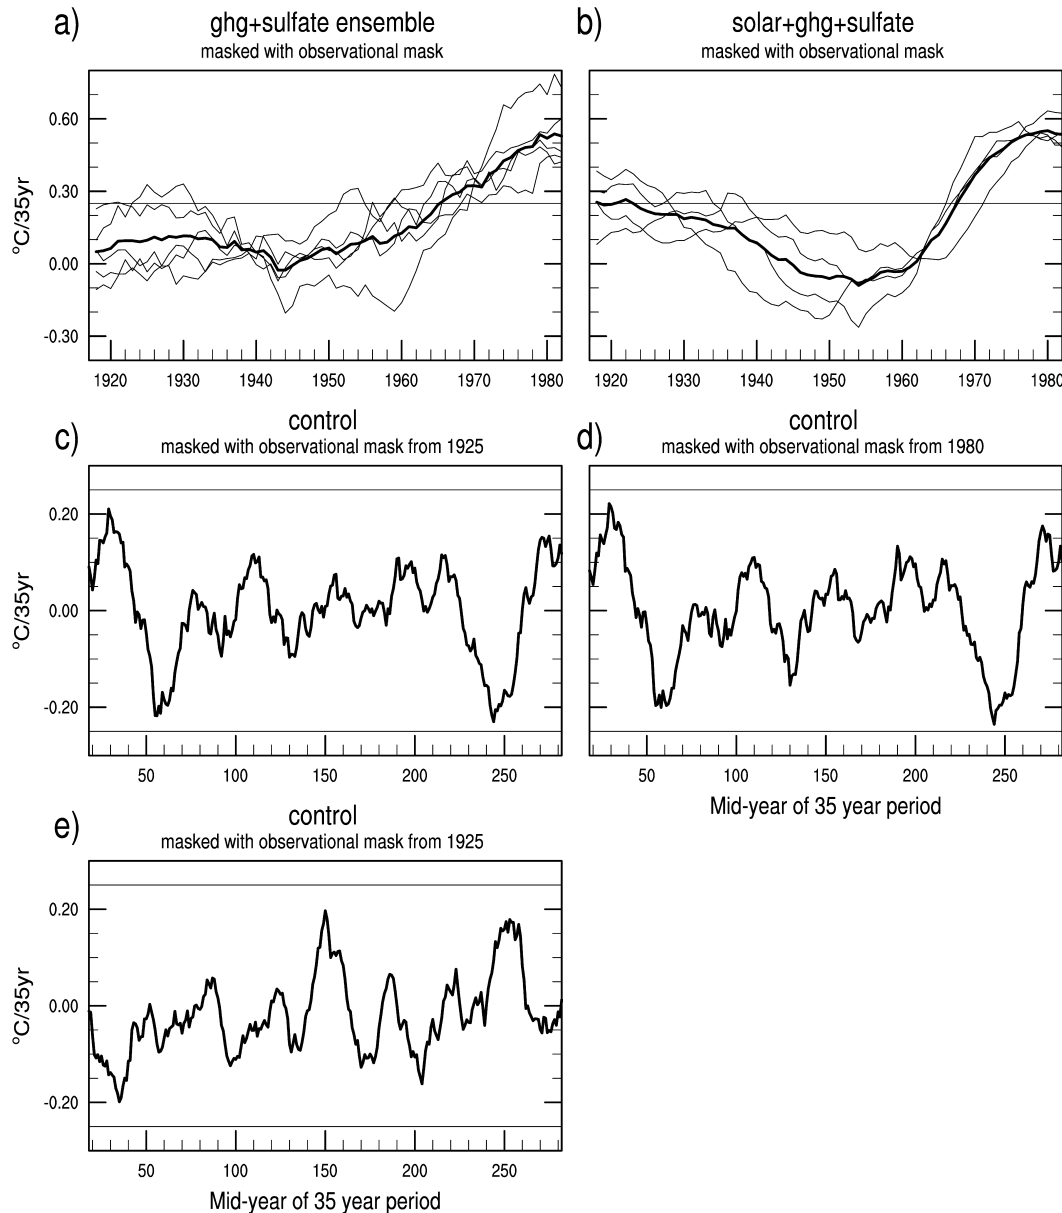 a)
ghg+sulfate ensemble
masked with observational mask
b)
solar+ghg+sulfate
masked with observational mask
0.60
0.30
0.00
-0.30
°C/35yr
1920 1930 1940 1950 1960 1970 1980
1920 1930 1940 1950 1960 1970 1980
c)
control
masked with observational mask from 1925
d)
control
masked with observational mask from 1980
0.20
0.00
-0.20
°C/35yr
50 100 150 200 250
50 100 150 200 250
Mid-year of 35 year period
e)
control
masked with observational mask from 1925
0.20
0.00
-0.20
°C/35yr
50 100 150 200 250
Mid-year of 35 year period